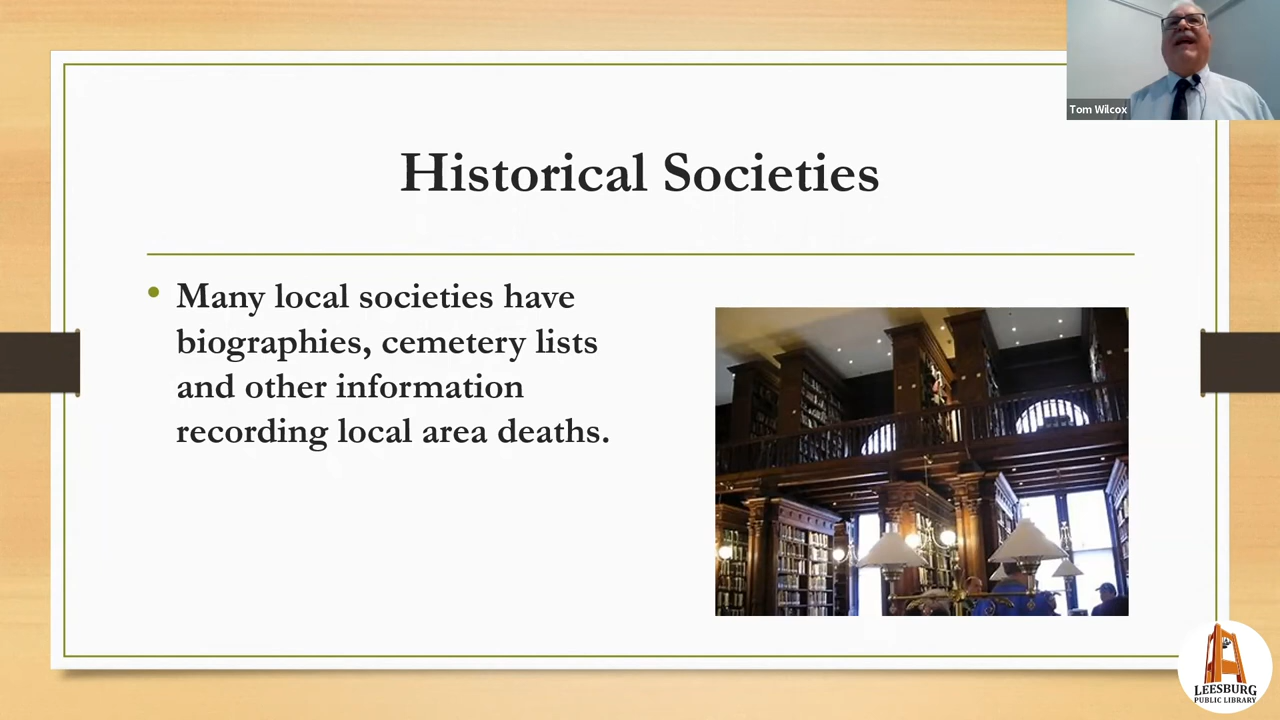 Tom Wilcox
Historical Societies
• Many local societies have
biographies, cemetery lists
and other information
recording local area deaths.
LEESBURG
PUBLIC LIBRARY